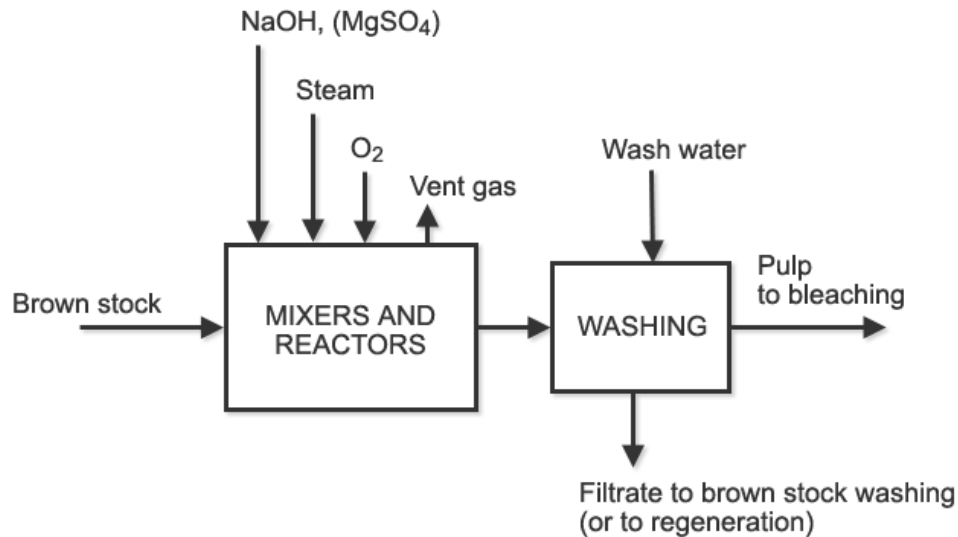 NaOH, (MgSO₄)
Steam
O₂
Vent gas
Wash water
Brown stock
MIXERS AND
REACTORS
WASHING
Pulp
to bleaching
Filtrate to brown stock washing
(or to regeneration)